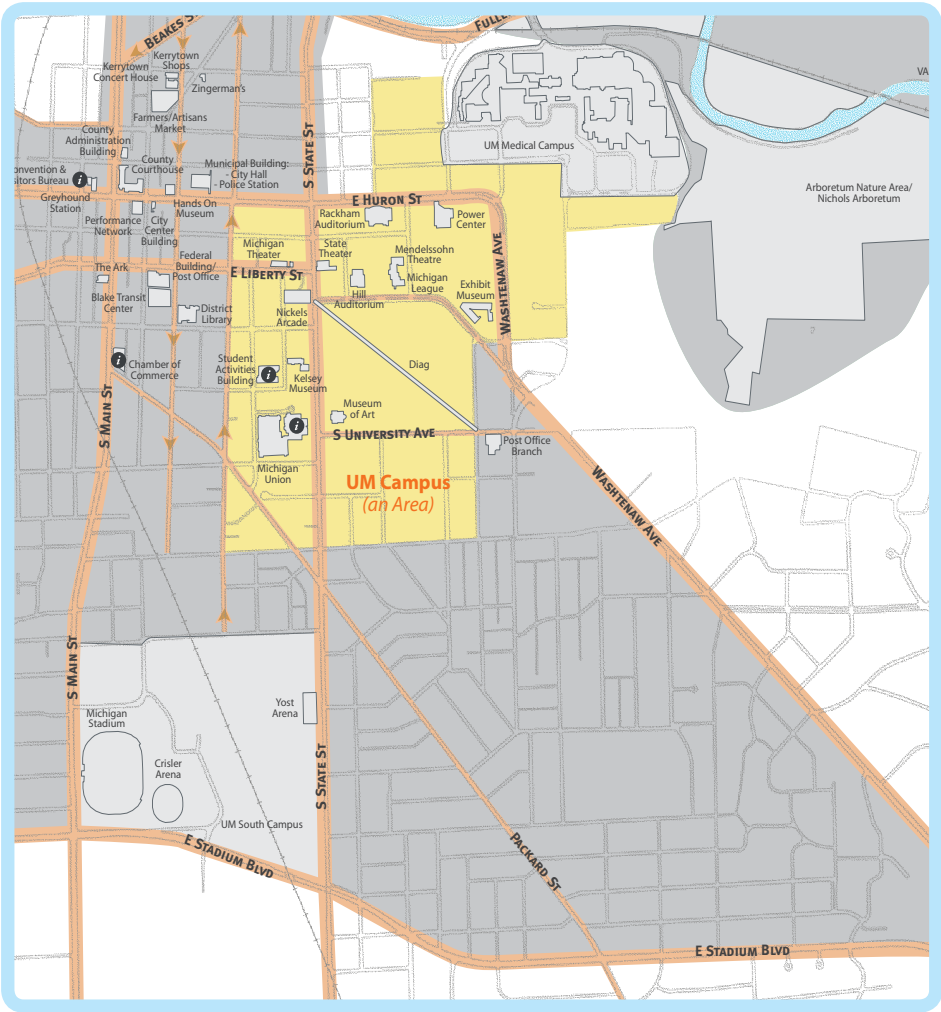 BEAKES S
FULLE
VA
Kerrytown
Shops
Kerrytown
Concert House
Zingerman's
Farmers/Artisans
Market
County
Administration
Building
S STATE ST
UM Medical Campus
County
Courthouse
Municipal Building:
- City Hall
- Police Station
onvention &
sitors Bureau
i
Arboretum Nature Area/
Nichols Arboretum
Greyhound
Station
Hands On
Museum
E HURON ST
Performance
Network
City
Center
Building
Rackham
Auditorium
Power
Center
Michigan
Theater
State
Theater
Mendelssohn
Theatre
Federal
Building/
Post Office
The Ark
E LIBERTY ST
Michigan
League
WASHTENAW AVE
Blake Transit
Center
Hill
Auditorium
Exhibit
Museum
District
Library
Nickels
Arcade
i
Chamber of
Commerce
Student
Activities
Building
i
Kelsey
Museum
Diag
S MAIN ST
Museum
of Art
i
S UNIVERSITY AVE
Post Office
Branch
Michigan
Union
UM Campus
(an Area)
WASHTENAW AVE
S MAIN ST
Yost
Arena
Michigan
Stadium
Crisler
Arena
S STATE ST
UM South Campus
E STADIUM BLVD
PACKARD ST
E STADIUM BLVD